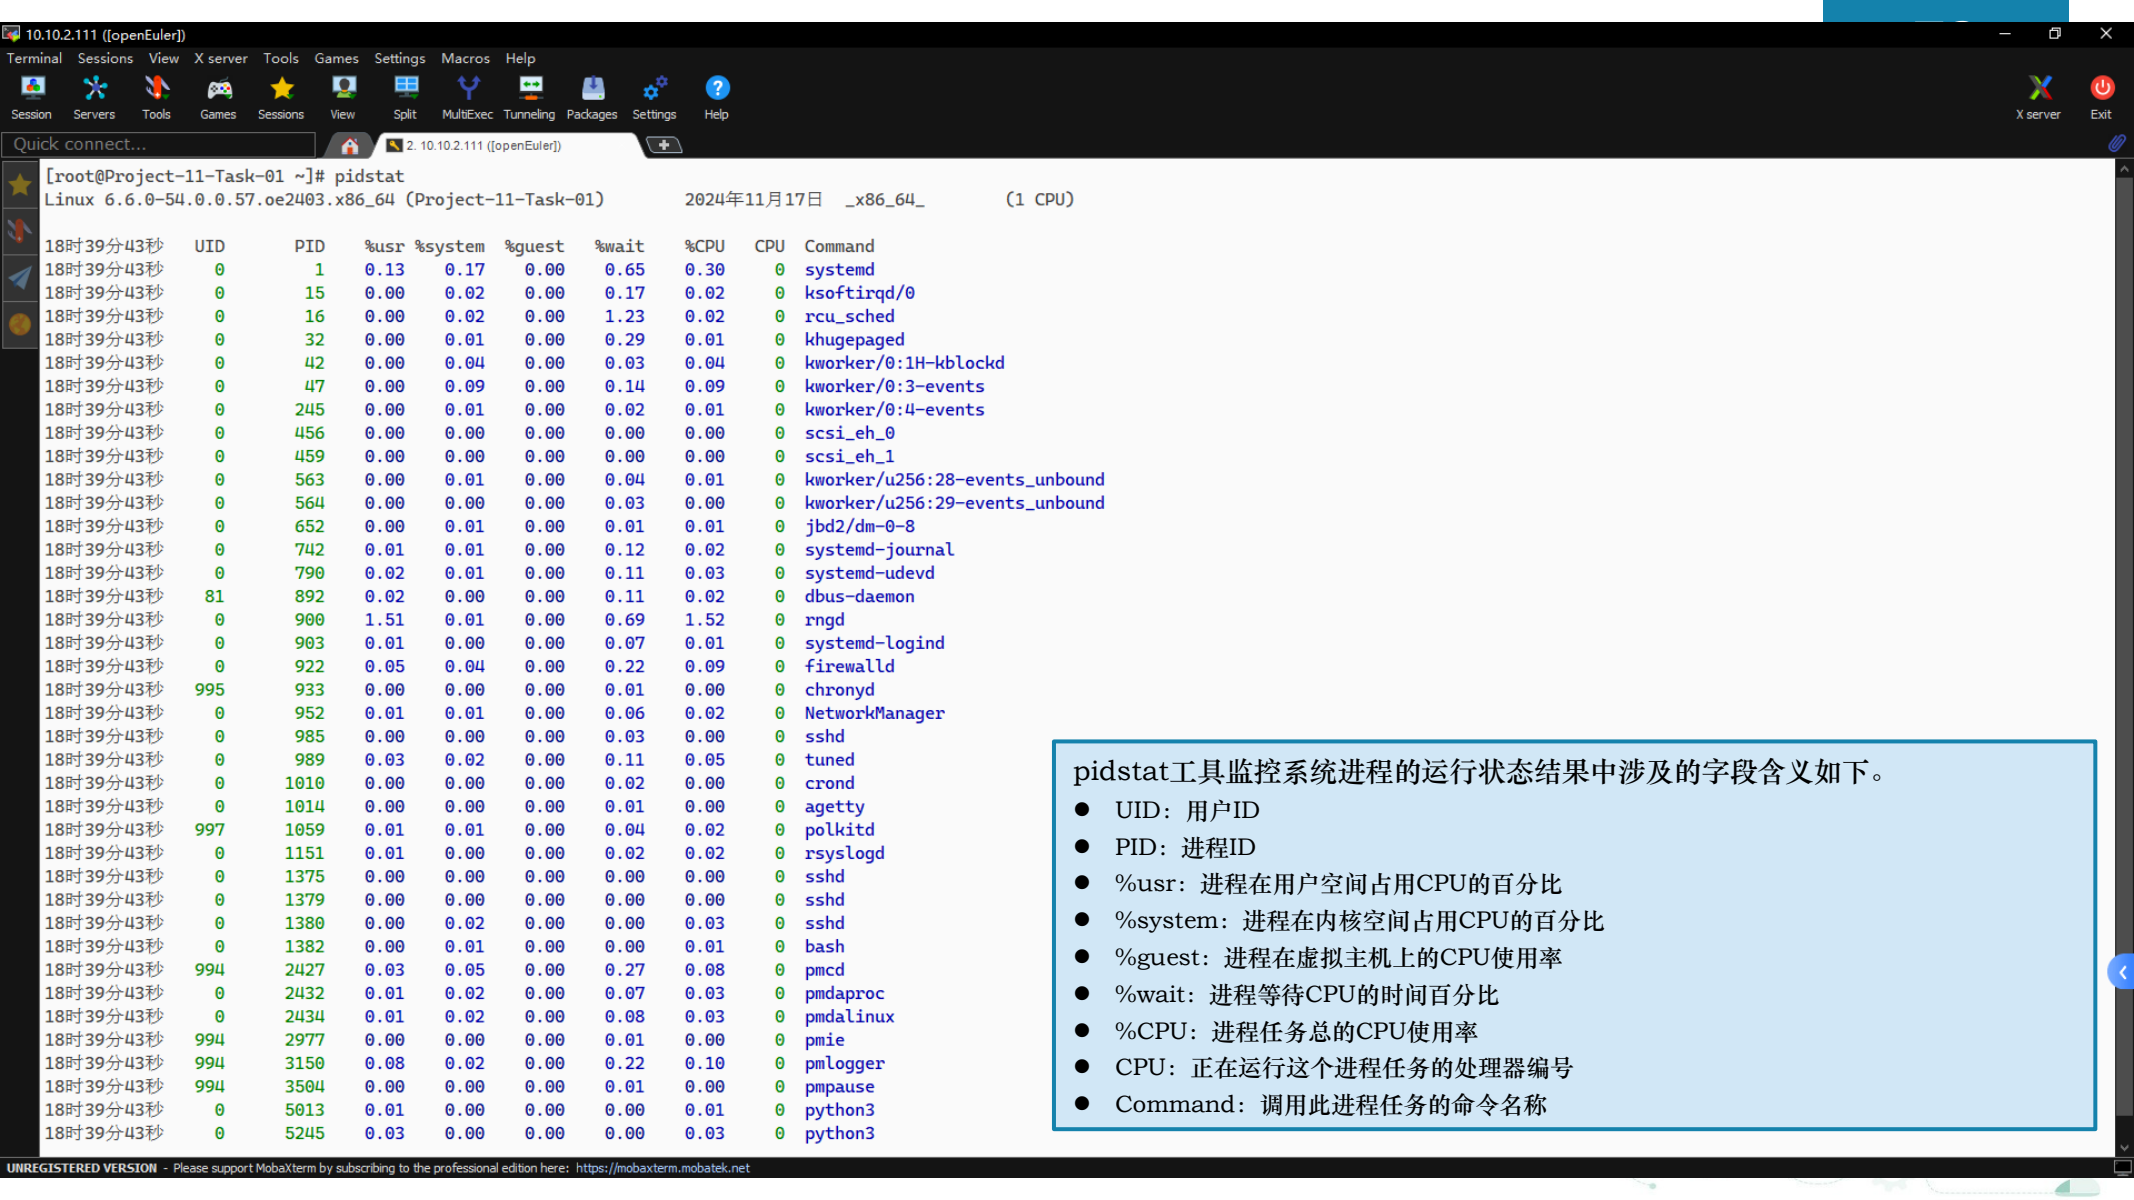 10.10.2.111 ([openEuler])
Terminal Sessions View X server Tools Games Settings Macros Help
Session Servers Tools Games Sessions View Split MultiExec Tunneling Packages Settings Help X server Exit
Quick connect... 2. 10.10.2.111 ([openEuler])
[root@Project-11-Task-01 ~]# pidstat
Linux 6.6.0-54.0.0.57.oe2403.x86_64 (Project-11-Task-01) 2024年11月17日 _x86_64_ (1 CPU)
18时39分43秒 UID PID %usr %system %guest %wait %CPU CPU Command
18时39分43秒 0 1 0.13 0.17 0.00 0.65 0.30 0 systemd
18时39分43秒 0 15 0.00 0.02 0.00 0.17 0.02 0 ksoftirqd/0
18时39分43秒 0 16 0.00 0.02 0.00 1.23 0.02 0 rcu_sched
18时39分43秒 0 32 0.00 0.01 0.00 0.29 0.01 0 khugepaged
18时39分43秒 0 42 0.00 0.04 0.00 0.03 0.04 0 kworker/0:1H-kblockd
18时39分43秒 0 47 0.00 0.09 0.00 0.14 0.09 0 kworker/0:3-events
18时39分43秒 0 245 0.00 0.01 0.00 0.02 0.01 0 kworker/0:4-events
18时39分43秒 0 456 0.00 0.00 0.00 0.00 0.00 0 scsi_eh_0
18时39分43秒 0 459 0.00 0.00 0.00 0.00 0.00 0 scsi_eh_1
18时39分43秒 0 563 0.00 0.01 0.00 0.04 0.01 0 kworker/u256:28-events_unbound
18时39分43秒 0 564 0.00 0.00 0.00 0.03 0.00 0 kworker/u256:29-events_unbound
18时39分43秒 0 652 0.00 0.01 0.00 0.01 0.01 0 jbd2/dm-0-8
18时39分43秒 0 742 0.01 0.01 0.00 0.12 0.02 0 systemd-journal
18时39分43秒 0 790 0.02 0.01 0.00 0.11 0.03 0 systemd-udevd
18时39分43秒 81 892 0.02 0.00 0.00 0.11 0.02 0 dbus-daemon
18时39分43秒 0 900 1.51 0.01 0.00 0.69 1.52 0 rngd
18时39分43秒 0 903 0.01 0.00 0.00 0.07 0.01 0 systemd-logind
18时39分43秒 0 922 0.05 0.04 0.00 0.22 0.09 0 firewalld
18时39分43秒 995 933 0.00 0.00 0.00 0.01 0.00 0 chronyd
18时39分43秒 0 952 0.01 0.01 0.00 0.06 0.02 0 NetworkManager
18时39分43秒 0 985 0.00 0.00 0.00 0.03 0.00 0 sshd
18时39分43秒 0 989 0.03 0.02 0.00 0.11 0.05 0 tuned
18时39分43秒 0 1010 0.00 0.00 0.00 0.02 0.00 0 crond
18时39分43秒 0 1014 0.00 0.00 0.00 0.01 0.00 0 agetty
18时39分43秒 997 1059 0.01 0.01 0.00 0.04 0.02 0 polkitd
18时39分43秒 0 1151 0.01 0.00 0.00 0.02 0.02 0 rsyslogd
18时39分43秒 0 1375 0.00 0.00 0.00 0.00 0.00 0 sshd
18时39分43秒 0 1379 0.00 0.00 0.00 0.00 0.00 0 sshd
18时39分43秒 0 1380 0.00 0.02 0.00 0.00 0.03 0 sshd
18时39分43秒 0 1382 0.00 0.01 0.00 0.00 0.01 0 bash
18时39分43秒 994 2427 0.03 0.05 0.00 0.27 0.08 0 pmcd
18时39分43秒 0 2432 0.01 0.02 0.00 0.07 0.03 0 pmdaproc
18时39分43秒 0 2434 0.01 0.02 0.00 0.08 0.03 0 pmdalinux
18时39分43秒 994 2977 0.00 0.00 0.00 0.01 0.00 0 pmie
18时39分43秒 994 3150 0.08 0.02 0.00 0.22 0.10 0 pmlogger
18时39分43秒 994 3504 0.00 0.00 0.00 0.01 0.00 0 pmpause
18时39分43秒 0 5013 0.01 0.00 0.00 0.00 0.01 0 python3
18时39分43秒 0 5245 0.03 0.00 0.00 0.00 0.03 0 python3
pidstat工具监控系统进程的运行状态结果中涉及的字段含义如下。
● UID：用户ID
● PID：进程ID
● %usr：进程在用户空间占用CPU的百分比
● %system：进程在内核空间占用CPU的百分比
● %guest：进程在虚拟主机上的CPU使用率
● %wait：进程等待CPU的时间百分比
● %CPU：进程任务总的CPU使用率
● CPU：正在运行这个进程任务的处理器编号
● Command：调用此进程任务的命令名称
UNREGISTERED VERSION - Please support MobaXterm by subscribing to the professional edition here: https://mobaxterm.mobatek.net